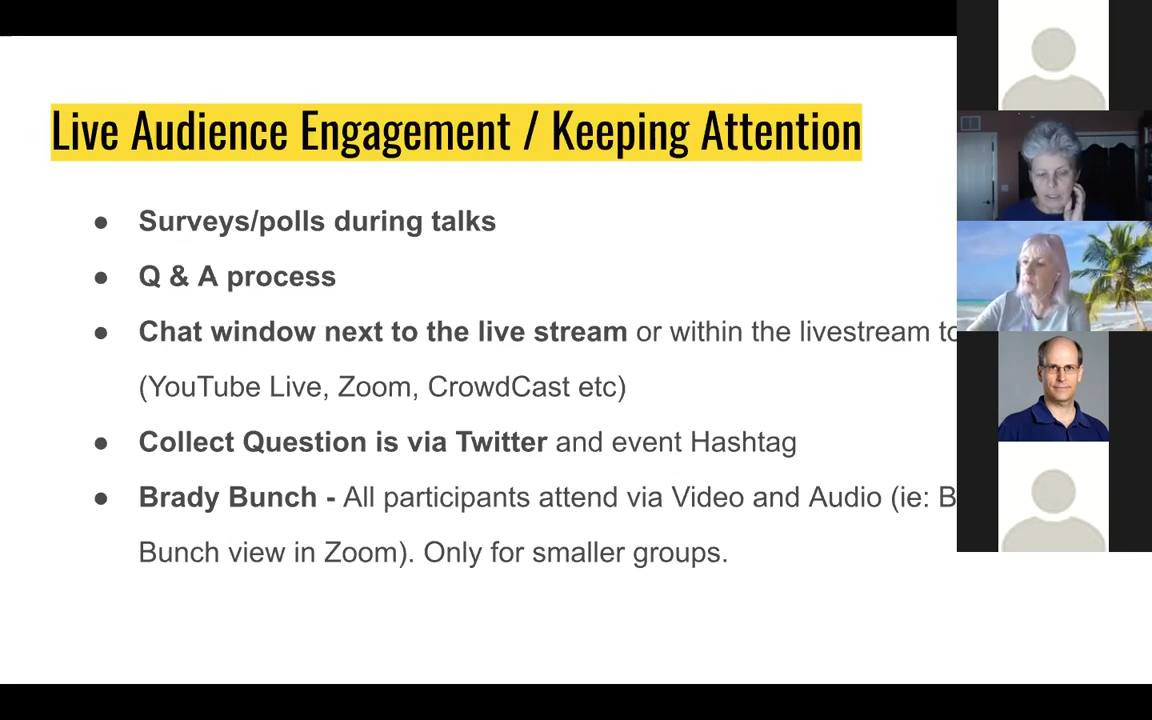 Live Audience Engagement / Keeping Attention
● Surveys/polls during talks
● Q & A process
● Chat window next to the live stream or within the livestream
(YouTube Live, Zoom, CrowdCast etc)
● Collect Question is via Twitter and event Hashtag
● Brady Bunch - All participants attend via Video and Audio (ie:
Bunch view in Zoom). Only for smaller groups.